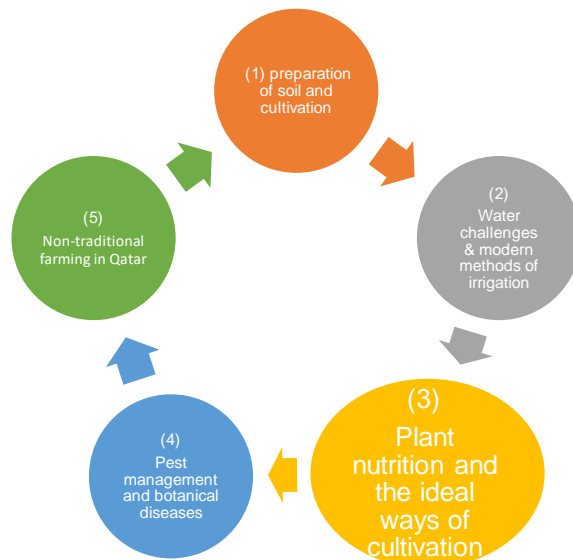 (1) preparation
of soil and
cultivation
(2)
Water
challenges
& modern
methods of
irrigation
(3)
Plant
nutrition and
the ideal
ways of
cultivation
(4)
Pest
management
and botanical
diseases
(5)
Non-traditional
farming in Qatar